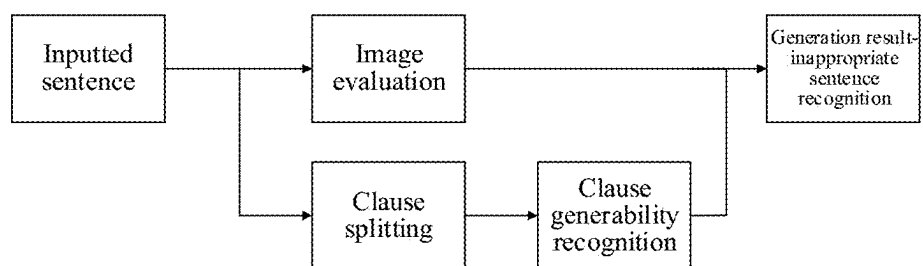 Inputted
sentence
Image
evaluation
Generation result-
inappropriate
sentence
recognition
Clause
splitting
Clause
generability
recognition